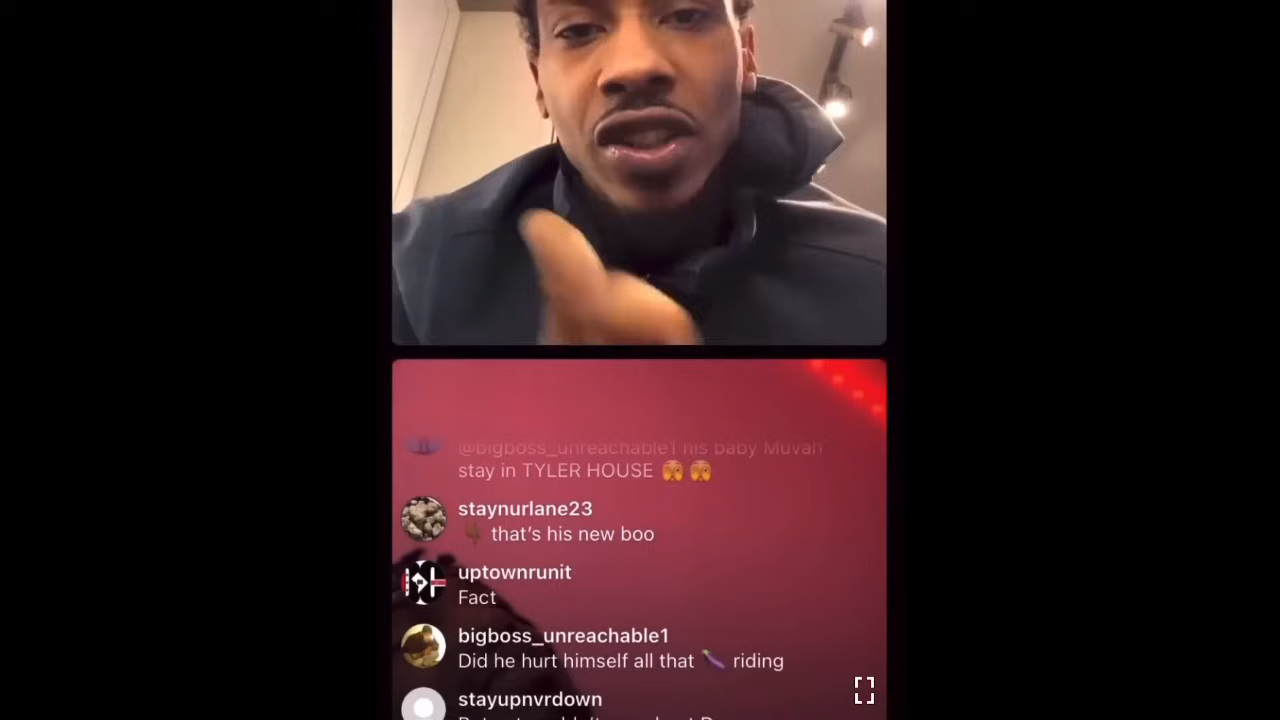 @bigboss_unreachable1 his baby Muvah
stay in TYLER HOUSE 🫣 🫣
staynurlane23
👇🏿 that's his new boo
uptownrunit
Fact
bigboss_unreachable1
Did he hurt himself all that 🍆 riding
stayupnvrdown